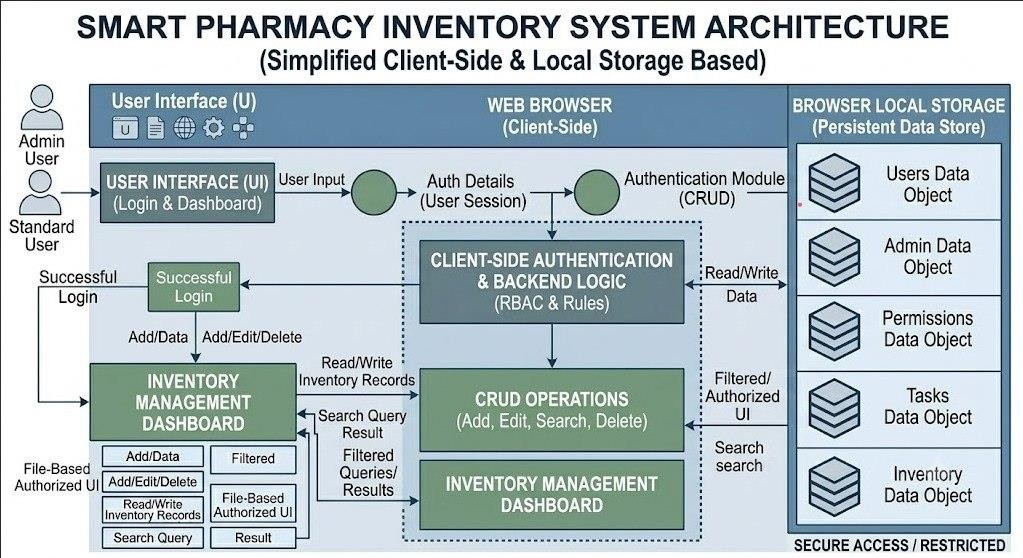 SMART PHARMACY INVENTORY SYSTEM ARCHITECTURE
(Simplified Client-Side & Local Storage Based)
User Interface (U)
U
WEB BROWSER
(Client-Side)
BROWSER LOCAL STORAGE
(Persistent Data Store)
Admin
User
Standard
User
USER INTERFACE (UI)
(Login & Dashboard)
User Input
Auth Details
(User Session)
Authentication Module
(CRUD)
Users Data
Object
Admin Data
Object
Permissions
Data Object
Tasks
Data Object
Inventory
Data Object
CLIENT-SIDE AUTHENTICATION
& BACKEND LOGIC
(RBAC & Rules)
Read/Write
Data
Successful
Login
Successful
Login
Add/Data
Add/Edit/Delete
INVENTORY
MANAGEMENT
DASHBOARD
Read/Write
Inventory Records
Search Query
Result
Filtered
Queries/
Results
CRUD OPERATIONS
(Add, Edit, Search, Delete)
Filtered/
Authorized
UI
Search
search
INVENTORY MANAGEMENT
DASHBOARD
File-Based
Authorized UI
Add/Data
Filtered
Add/Edit/Delete
Read/Write
Inventory Records
File-Based
Authorized UI
Search Query
Result
SECURE ACCESS / RESTRICTED